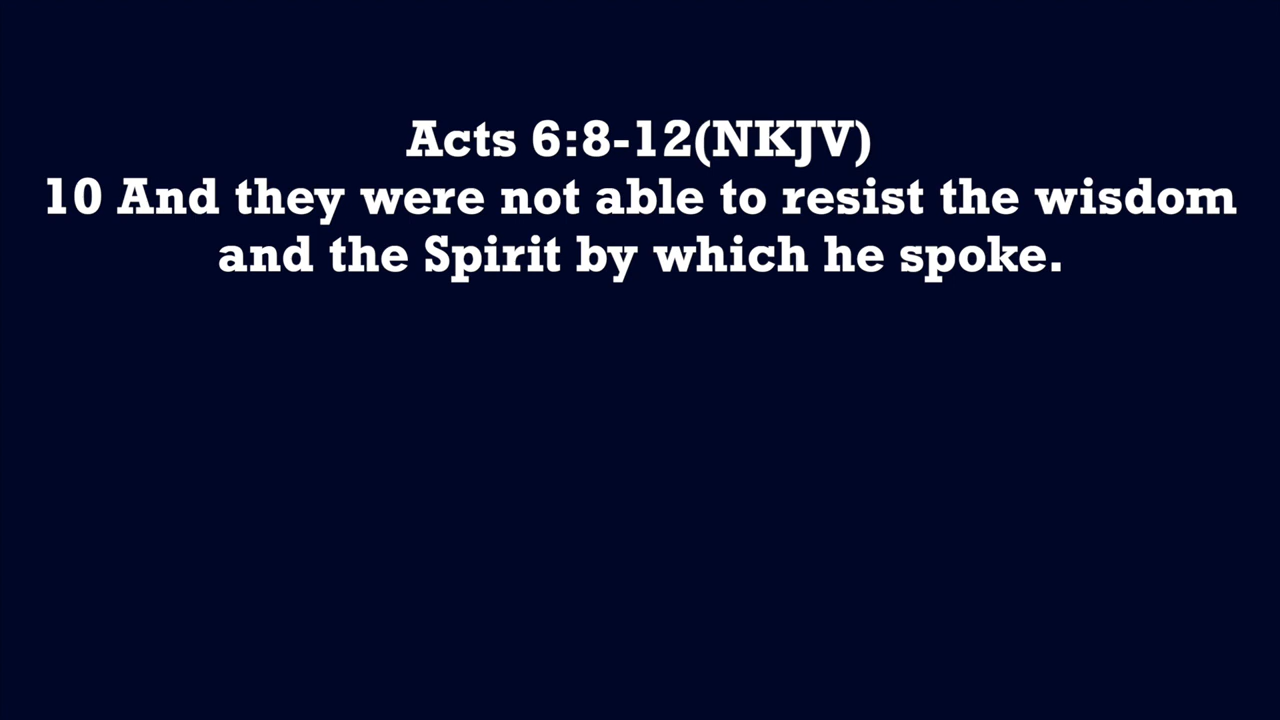 Acts 6:8-12(NKJV)
10 And they were not able to resist the wisdom
and the Spirit by which he spoke.